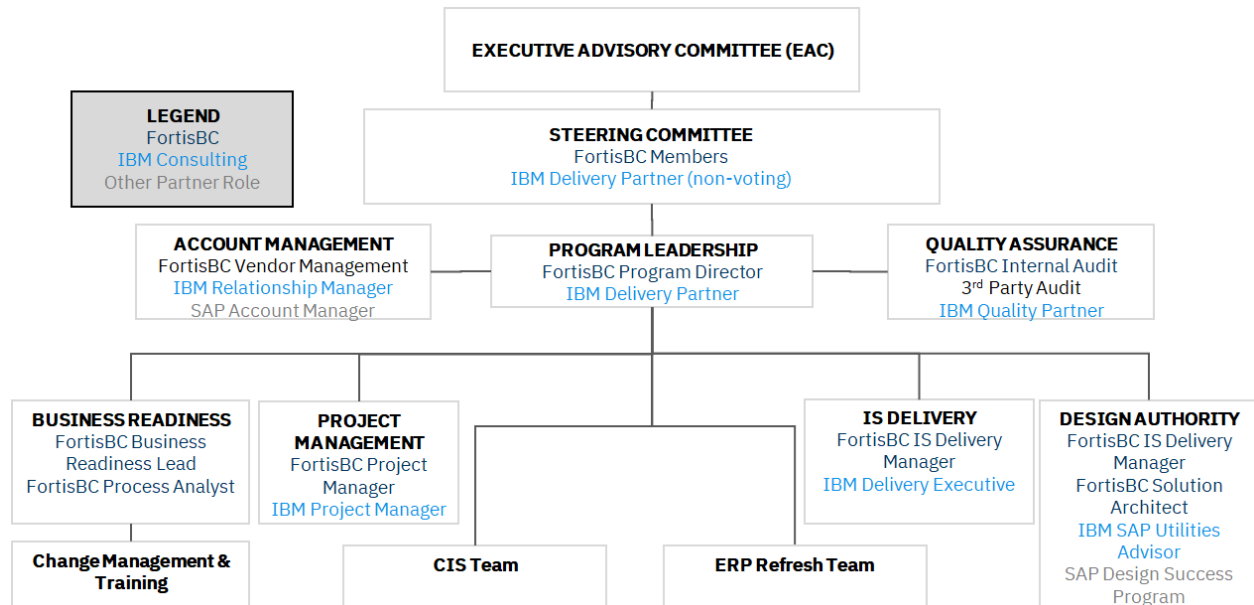 EXECUTIVE ADVISORY COMMITTEE (EAC)
LEGEND
FortisBC
IBM Consulting
Other Partner Role
STEERING COMMITTEE
FortisBC Members
IBM Delivery Partner (non-voting)
ACCOUNT MANAGEMENT
FortisBC Vendor Management
IBM Relationship Manager
SAP Account Manager
PROGRAM LEADERSHIP
FortisBC Program Director
IBM Delivery Partner
QUALITY ASSURANCE
FortisBC Internal Audit
3rd Party Audit
IBM Quality Partner
BUSINESS READINESS
FortisBC Business
Readiness Lead
FortisBC Process Analyst
PROJECT
MANAGEMENT
FortisBC Project
Manager
IBM Project Manager
IS DELIVERY
FortisBC IS Delivery
Manager
IBM Delivery Executive
DESIGN AUTHORITY
FortisBC IS Delivery
Manager
FortisBC Solution
Architect
IBM SAP Utilities
Advisor
SAP Design Success
Program
Change Management &
Training
CIS Team
ERP Refresh Team